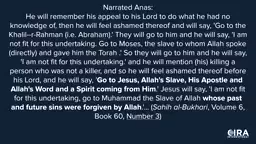 Narrated Anas:
He will remember his appeal to his Lord to do what he had no
knowledge of, then he will feel ashamed thereof and will say, 'Go to the
Khalil--r-Rahman (i.e. Abraham).' They will go to him and he will say, 'I am
not fit for this undertaking. Go to Moses, the slave to whom Allah spoke
(directly) and gave him the Torah .' So they will go to him and he will say,
'I am not fit for this undertaking.' and he will mention (his) killing a
person who was not a killer, and so he will feel ashamed thereof before
his Lord, and he will say, 'Go to Jesus, Allah's Slave, His Apostle and
Allah's Word and a Spirit coming from Him.' Jesus will say, 'I am not fit
for this undertaking, go to Muhammad the Slave of Allah whose past
and future sins were forgiven by Allah.'... (Sahih al-Bukhari, Volume 6,
Book 60, Number 3)
iERA